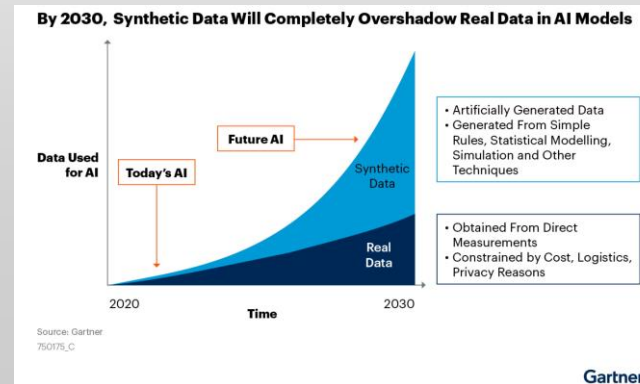 By 2030, Synthetic Data Will Completely Overshadow Real Data in AI Models
Data Used
for AI
Today's AI
Future AI
Synthetic
Data
Real
Data
• Artificially Generated Data
• Generated From Simple
Rules, Statistical Modelling,
Simulation and Other
Techniques
• Obtained From Direct
Measurements
• Constrained by Cost, Logistics,
Privacy Reasons
2020
2030
Time
Source: Gartner
750175_C
Gartner